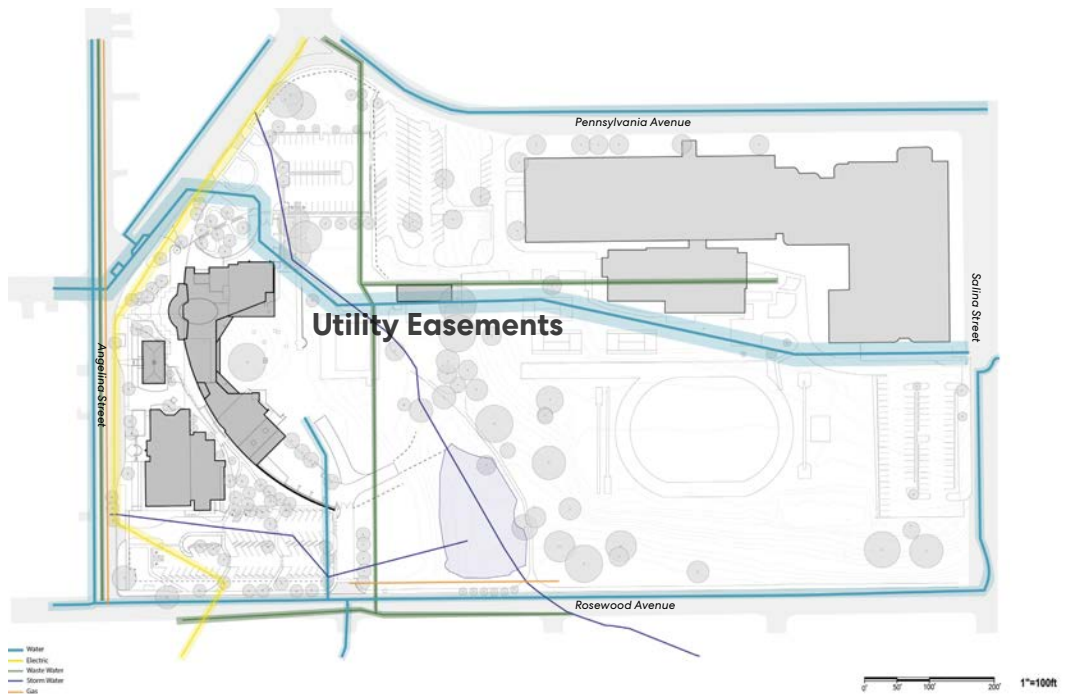 Pennsylvania Avenue
Salina Street
Utility Easements
Angelina Street
Rosewood Avenue
Water
Electric
Waste Water
Storm Water
Gas
0' 50' 100' 200' 1"=100ft